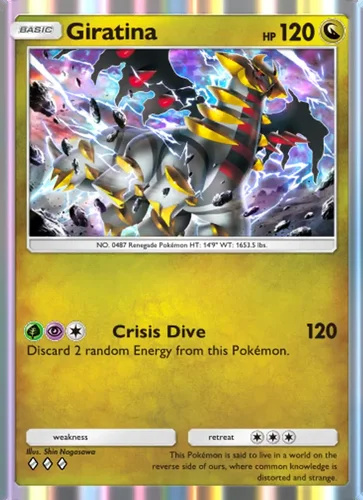 BASIC Giratina HP 120
NO. 0487 Renegade Pokémon HT: 14'9" WT: 1653.5 lbs.
Crisis Dive 120
Discard 2 random Energy from this Pokémon.
weakness retreat
Illus. Shin Nagasawa
This Pokémon is said to live in a world on the
reverse side of ours, where common knowledge is
distorted and strange.